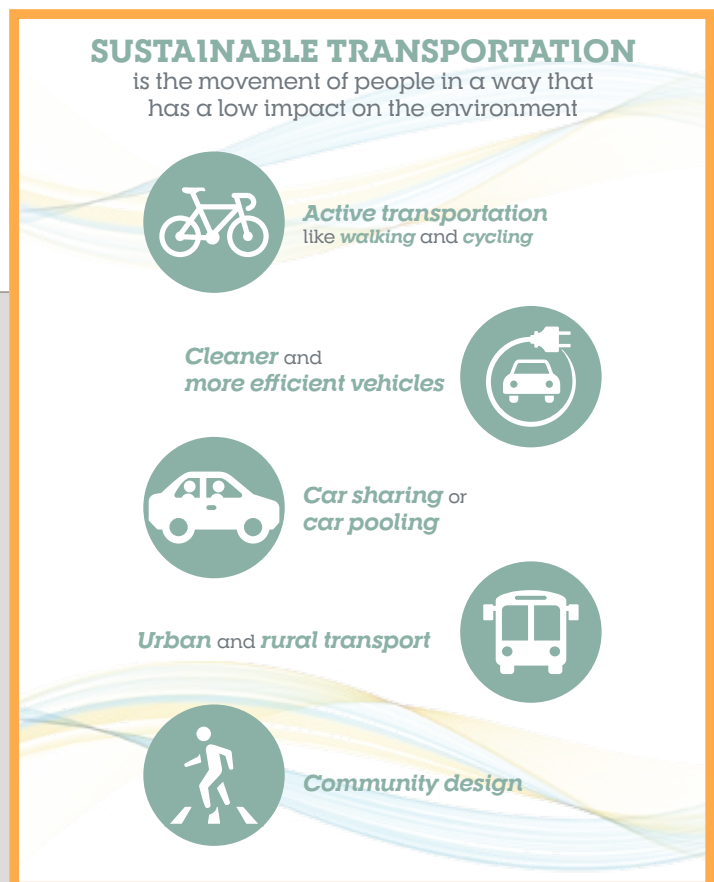 SUSTAINABLE TRANSPORTATION
is the movement of people in a way that
has a low impact on the environment
Active transportation
like walking and cycling
Cleaner and
more efficient vehicles
Car sharing or
car pooling
Urban and rural transport
Community design